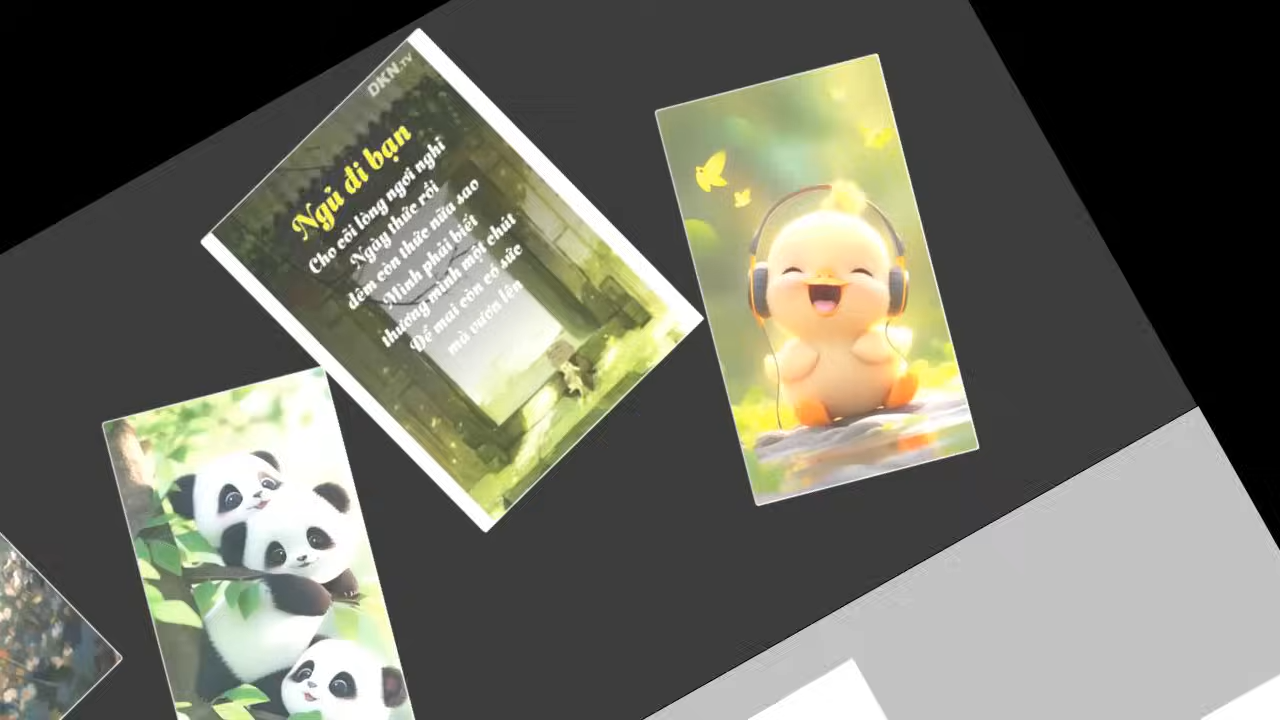 DKN.TV
Ngủ đi bạn
Cho cõi lòng ngơi nghỉ
Ngày thức rồi
đêm còn thức nữa sao
Mình phải biết
thương mình một chút
Để mai còn có sức
mà vươn lên